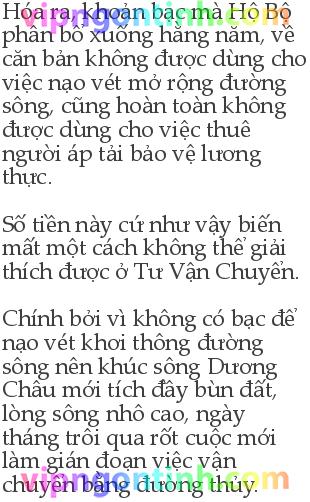 Hóa ra, khoản bạc mà Hộ Bộ
phân bổ xuống hằng năm, về
căn bản không được dùng cho
việc nạo vét mở rộng đường
sông, cũng hoàn toàn không
được dùng cho việc thuê
người áp tải bảo vệ lương
thực.
Số tiền này cứ như vậy biến
mất một cách không thể giải
thích được ở Tư Vận Chuyển.
Chính bởi vì không có bạc để
nạo vét khơi thông đường
sông nên khúc sông Dương
Châu mới tích đầy bùn đất,
lòng sông nhô cao, ngày
tháng trôi qua rốt cuộc mới
làm gián đoạn việc vận
chuyển bằng đường thủy.
vipngontinh.com
vipngontinh.com